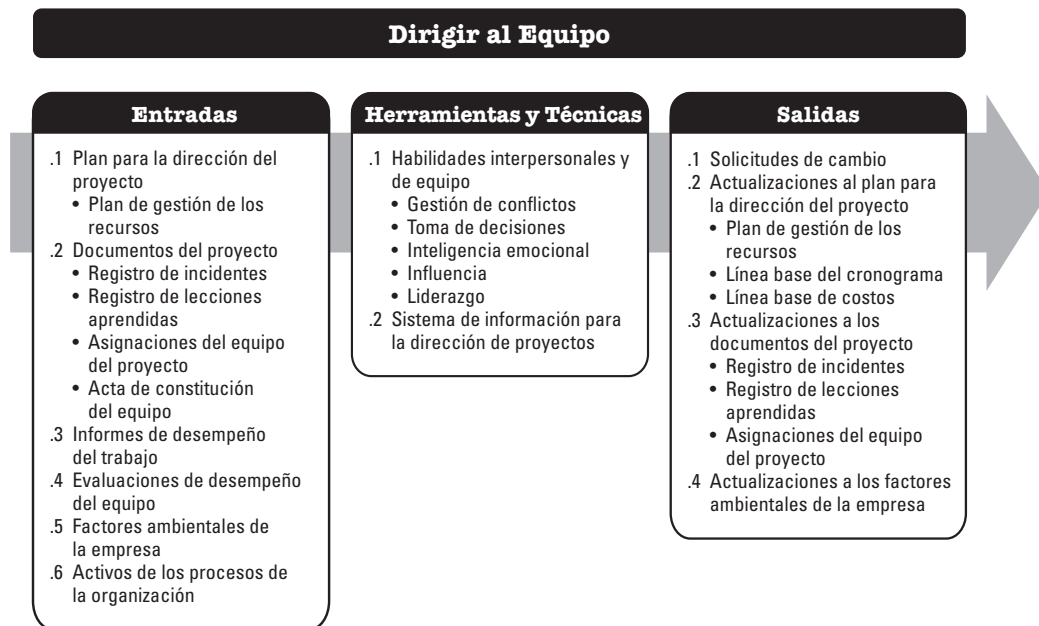 Dirigir al Equipo
Entradas
.1 Plan para la dirección del
proyecto
• Plan de gestión de los
recursos
.2 Documentos del proyecto
• Registro de incidentes
• Registro de lecciones
aprendidas
• Asignaciones del equipo
del proyecto
• Acta de constitución
del equipo
.3 Informes de desempeño
del trabajo
.4 Evaluaciones de desempeño
del equipo
.5 Factores ambientales de
la empresa
.6 Activos de los procesos de
la organización
Herramientas y Técnicas
.1 Habilidades interpersonales y
de equipo
• Gestión de conflictos
• Toma de decisiones
• Inteligencia emocional
• Influencia
• Liderazgo
.2 Sistema de información para
la dirección de proyectos
Salidas
.1 Solicitudes de cambio
.2 Actualizaciones al plan para
la dirección del proyecto
• Plan de gestión de los
recursos
• Línea base del cronograma
• Línea base de costos
.3 Actualizaciones a los
documentos del proyecto
• Registro de incidentes
• Registro de lecciones
aprendidas
• Asignaciones del equipo
del proyecto
.4 Actualizaciones a los factores
ambientales de la empresa